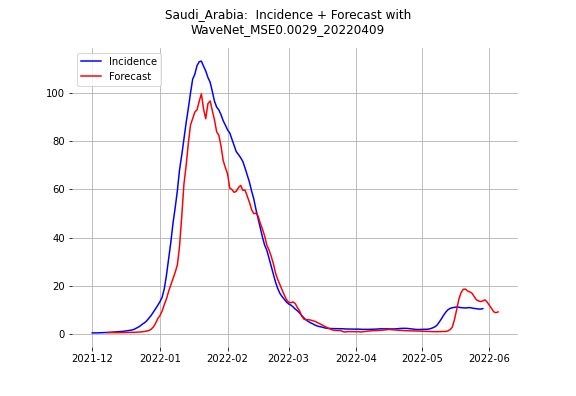 Saudi_Arabia:  Incidence + Forecast with
WaveNet_MSE0.0029_20220409
Incidence
Forecast
100
80
60
40
20
0
2021-12 2022-01 2022-02 2022-03 2022-04 2022-05 2022-06